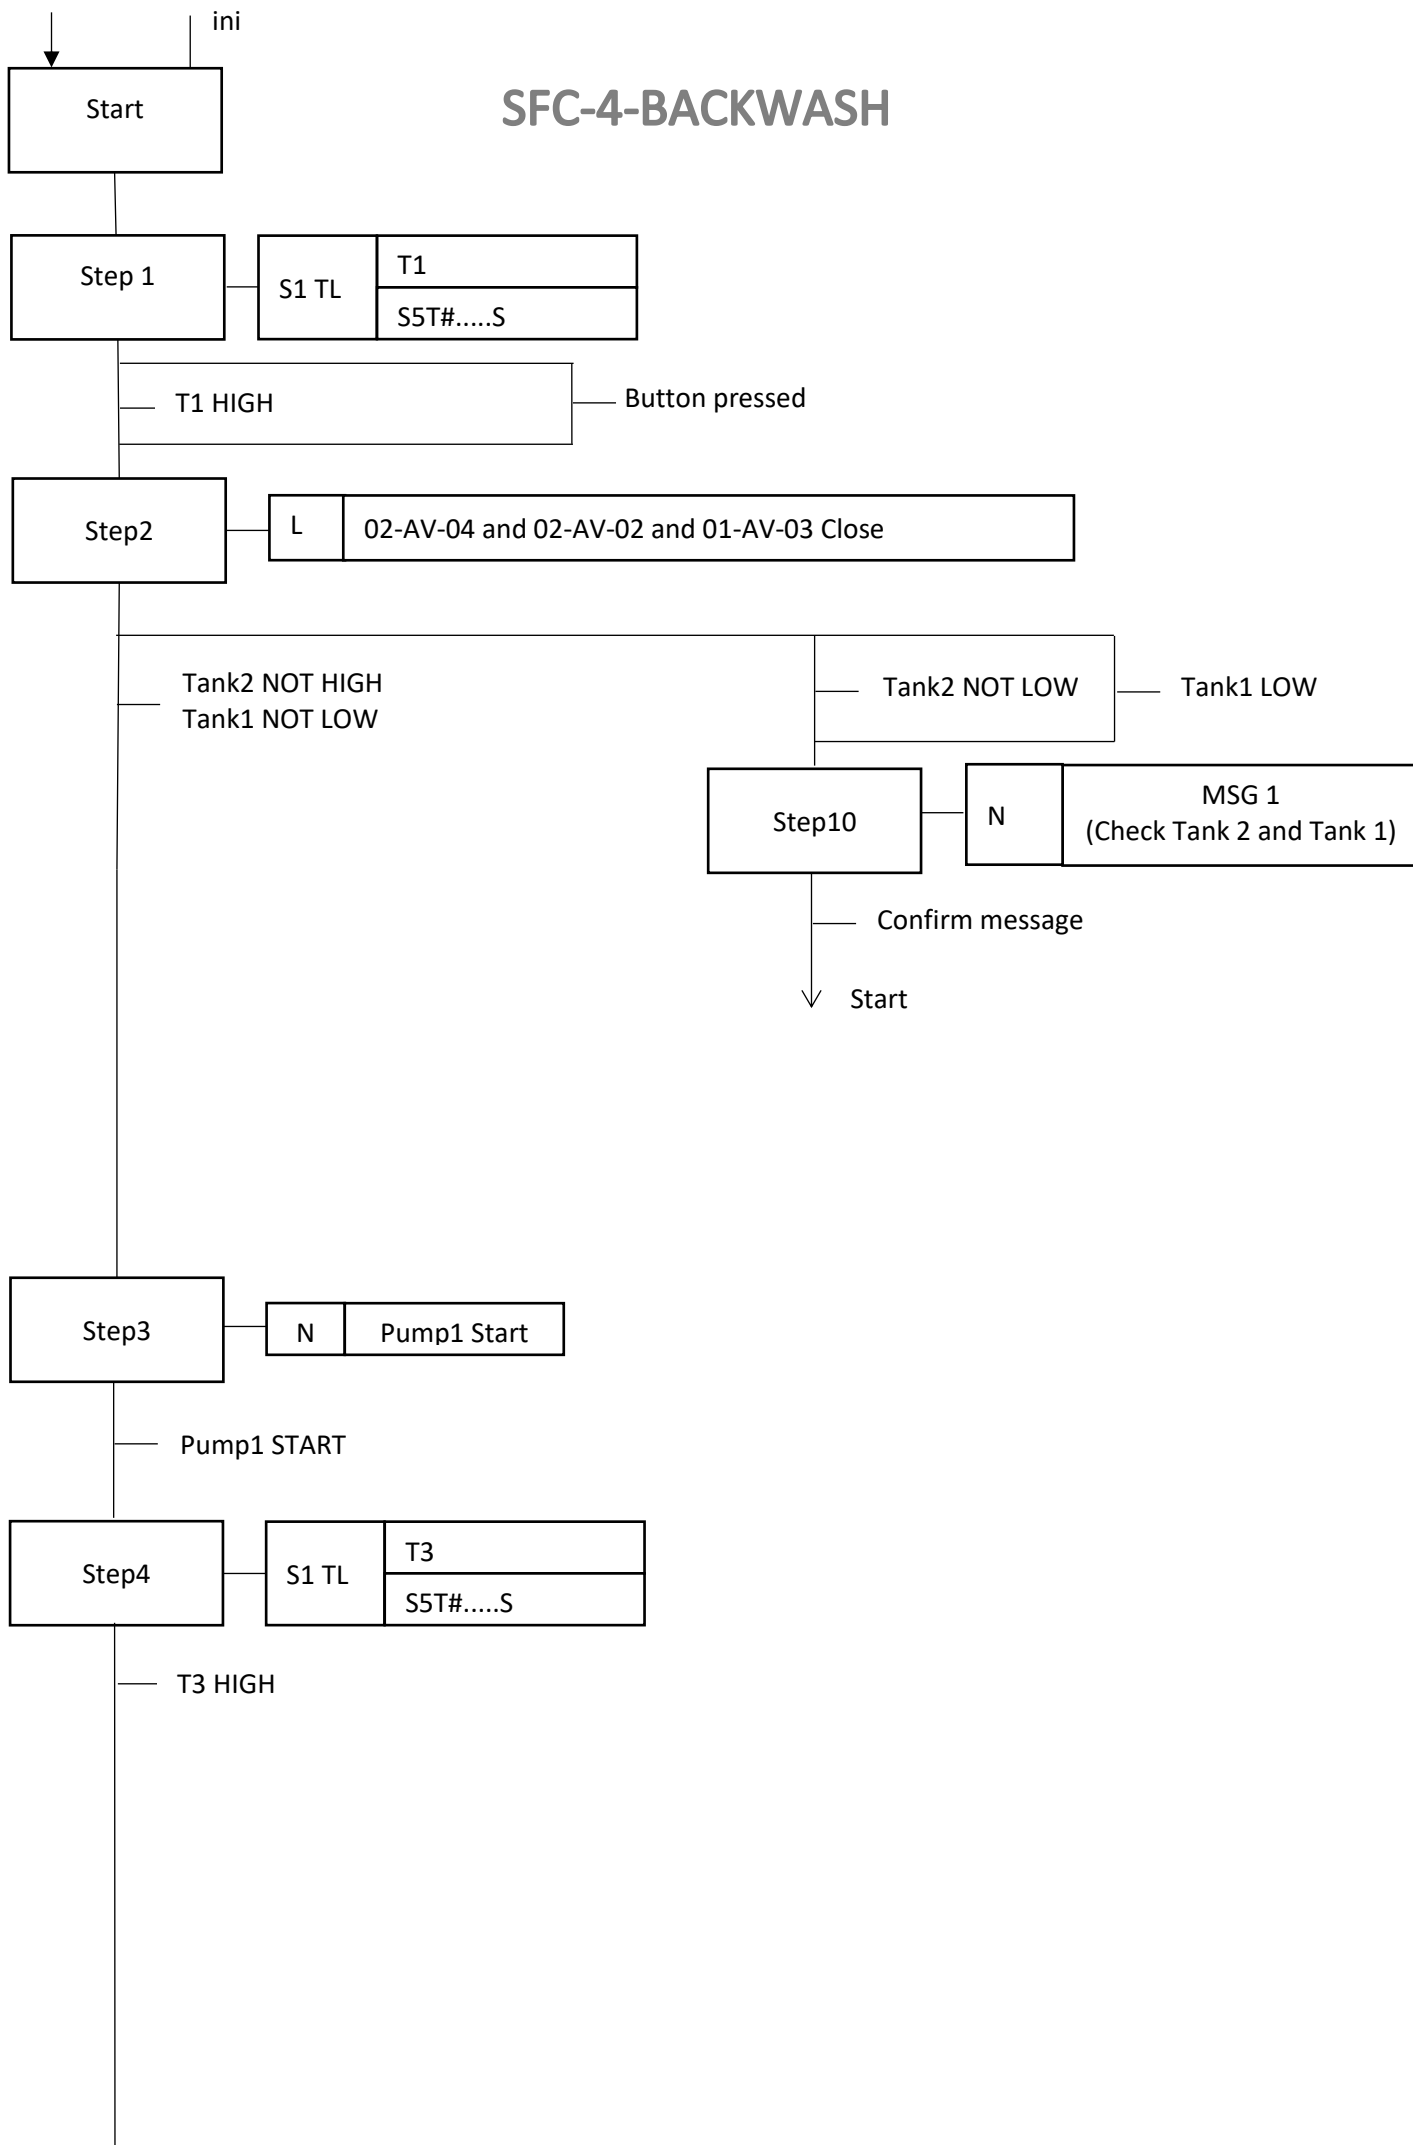 ini
Start
SFC-4-BACKWASH
Step 1
S1 TL
T1
S5T#.....S
T1 HIGH
Button pressed
Step2
L
02-AV-04 and 02-AV-02 and 01-AV-03 Close
Tank2 NOT HIGH
Tank1 NOT LOW
Tank2 NOT LOW
Tank1 LOW
Step10
N
MSG 1
(Check Tank 2 and Tank 1)
Confirm message
Start
Step3
N
Pump1 Start
Pump1 START
Step4
S1 TL
T3
S5T#.....S
T3 HIGH